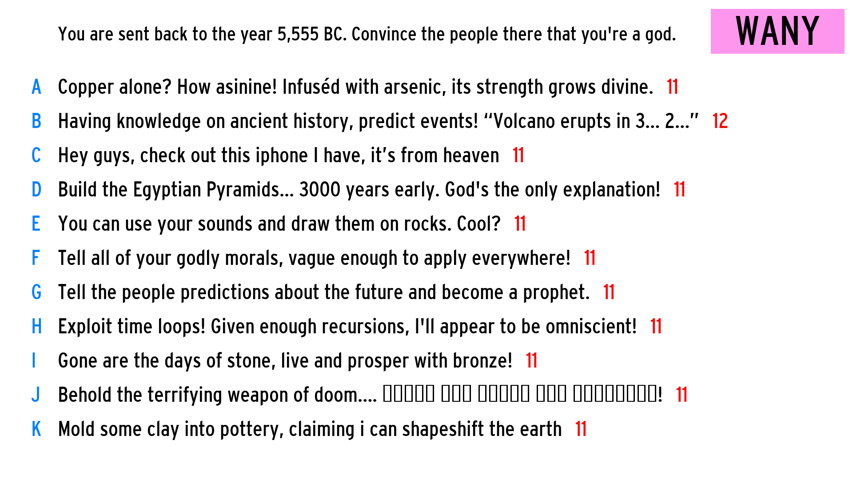 You are sent back to the year 5,555 BC. Convince the people there that you're a god.
WANY
A Copper alone? How asinine! Infuséd with arsenic, its strength grows divine. 11
B Having knowledge on ancient history, predict events! “Volcano erupts in 3... 2...” 12
C Hey guys, check out this iphone I have, it’s from heaven 11
D Build the Egyptian Pyramids... 3000 years early. God's the only explanation! 11
E You can use your sounds and draw them on rocks. Cool? 11
F Tell all of your godly morals, vague enough to apply everywhere! 11
G Tell the people predictions about the future and become a prophet. 11
H Exploit time loops! Given enough recursions, I'll appear to be omniscient! 11
I Gone are the days of stone, live and prosper with bronze! 11
J Behold the terrifying weapon of doom.... ! 11
K Mold some clay into pottery, claiming i can shapeshift the earth 11